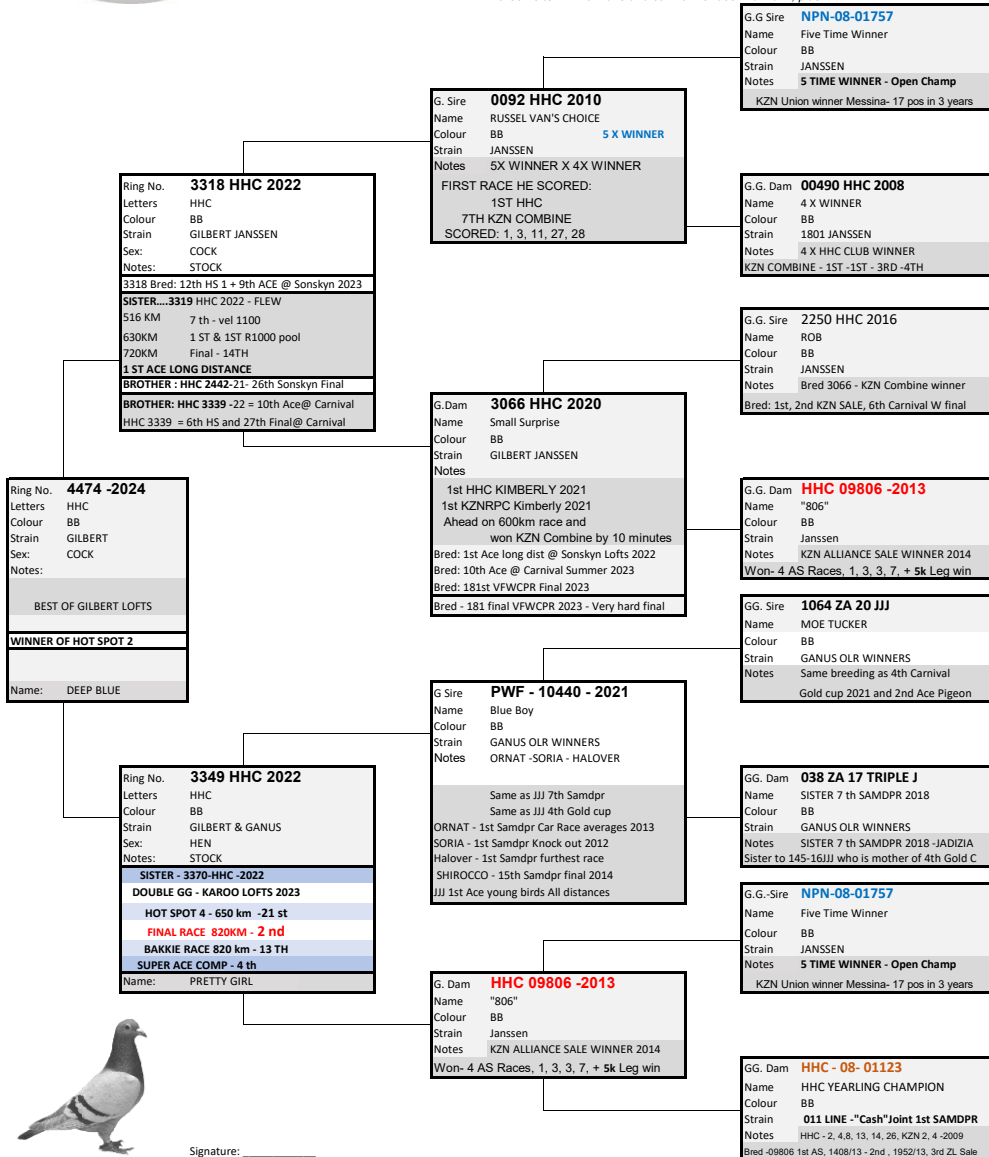 G.G Sire NPN-08-01757
Name Five Time Winner
Colour BB
Strain JANSSEN
Notes 5 TIME WINNER - Open Champ
KZN Union winner Messina- 17 pos in 3 years
G. Sire 0092 HHC 2010
Name RUSSEL VAN'S CHOICE
Colour BB 5 X WINNER
Strain JANSSEN
Notes 5X WINNER X 4X WINNER
FIRST RACE HE SCORED:
1ST HHC
7TH KZN COMBINE
SCORED: 1, 3, 11, 27, 28
G.G. Dam 00490 HHC 2008
Name 4 X WINNER
Colour BB
Strain 1801 JANSSEN
Notes 4 X HHC CLUB WINNER
KZN COMBINE - 1ST -1ST - 3RD -4TH
Ring No. 3318 HHC 2022
Letters HHC
Colour BB
Strain GILBERT JANSSEN
Sex: COCK
Notes: STOCK
3318 Bred: 12th HS 1 + 9th ACE @ Sonskyn 2023
SISTER....3319 HHC 2022 - FLEW
516 KM 7 th - vel 1100
630KM 1 ST & 1ST R1000 pool
720KM Final - 14TH
1 ST ACE LONG DISTANCE
BROTHER : HHC 2442-21- 26th Sonskyn Final
BROTHER: HHC 3339 -22 = 10th Ace@ Carnival
HHC 3339 = 6th HS and 27th Final@ Carnival
G.G. Sire 2250 HHC 2016
Name ROB
Colour BB
Strain JANSSEN
Notes Bred 3066 - KZN Combine winner
Bred: 1st, 2nd KZN SALE, 6th Carnival W final
G.Dam 3066 HHC 2020
Name Small Surprise
Colour BB
Strain GILBERT JANSSEN
Notes
1st HHC KIMBERLY 2021
1st KZNRPC Kimberly 2021
Ahead on 600km race and
won KZN Combine by 10 minutes
Bred: 1st Ace long dist @ Sonskyn Lofts 2022
Bred: 10th Ace @ Carnival Summer 2023
Bred: 181st VFWCPR Final 2023
Bred - 181 final VFWCPR 2023 - Very hard final
G.G. Dam HHC 09806 -2013
Name "806"
Colour BB
Strain Janssen
Notes KZN ALLIANCE SALE WINNER 2014
Won- 4 AS Races, 1, 3, 3, 7, + 5k Leg win
Ring No. 4474 -2024
Letters HHC
Colour BB
Strain GILBERT
Sex: COCK
Notes:
BEST OF GILBERT LOFTS
WINNER OF HOT SPOT 2
Name: DEEP BLUE
GG. Sire 1064 ZA 20 JJJ
Name MOE TUCKER
Colour BB
Strain GANUS OLR WINNERS
Notes Same breeding as 4th Carnival
Gold cup 2021 and 2nd Ace Pigeon
G Sire PWF - 10440 - 2021
Name Blue Boy
Colour BB
Strain GANUS OLR WINNERS
Notes ORNAT -SORIA - HALOVER
Same as JJJ 7th Samdpr
Same as JJJ 4th Gold cup
ORNAT - 1st Samdpr Car Race averages 2013
SORIA - 1st Samdpr Knock out 2012
Halover - 1st Samdpr furthest race
SHIROCCO - 15th Samdpr final 2014
JJJ 1st Ace young birds All distances
GG. Dam 038 ZA 17 TRIPLE J
Name SISTER 7 th SAMDPR 2018
Colour BB
Strain GANUS OLR WINNERS
Notes SISTER 7 th SAMDPR 2018 -JADIZIA
Sister to 145-16JJJ who is mother of 4th Gold C
Ring No. 3349 HHC 2022
Letters HHC
Colour BB
Strain GILBERT & GANUS
Sex: HEN
Notes: STOCK
SISTER - 3370-HHC -2022
DOUBLE GG - KAROO LOFTS 2023
HOT SPOT 4 - 650 km -21 st
FINAL RACE 820KM - 2 nd
BAKKIE RACE 820 km - 13 TH
SUPER ACE COMP - 4 th
Name: PRETTY GIRL
G.G.-Sire NPN-08-01757
Name Five Time Winner
Colour BB
Strain JANSSEN
Notes 5 TIME WINNER - Open Champ
KZN Union winner Messina- 17 pos in 3 years
G. Dam HHC 09806 -2013
Name "806"
Colour BB
Strain Janssen
Notes KZN ALLIANCE SALE WINNER 2014
Won- 4 AS Races, 1, 3, 3, 7, + 5k Leg win
GG. Dam HHC - 08- 01123
Name HHC YEARLING CHAMPION
Colour BB
Strain 011 LINE -"Cash"Joint 1st SAMDPR
Notes HHC - 2, 4,8, 13, 14, 26, KZN 2, 4 -2009
Bred -09806 1st AS, 1408/13 - 2nd , 1952/13, 3rd ZL Sale
Signature: ____________